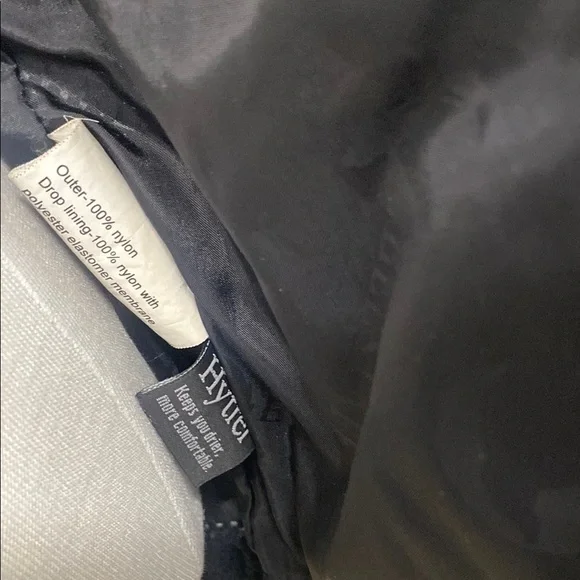 Outer-100% nylon
Drop lining-100% nylon with
polyester elastomer membrane
Keeps you drier,
more comfortable.